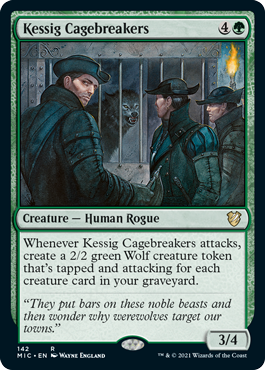 Kessig Cagebreakers 4
Creature — Human Rogue
Whenever Kessig Cagebreakers attacks,
create a 2/2 green Wolf creature token
that's tapped and attacking for each
creature card in your graveyard.
“They put bars on these noble beasts and
then wonder why werewolves target our
towns.”
3/4
142 R
MIC • EN Wayne England
™ & © 2021 Wizards of the Coast